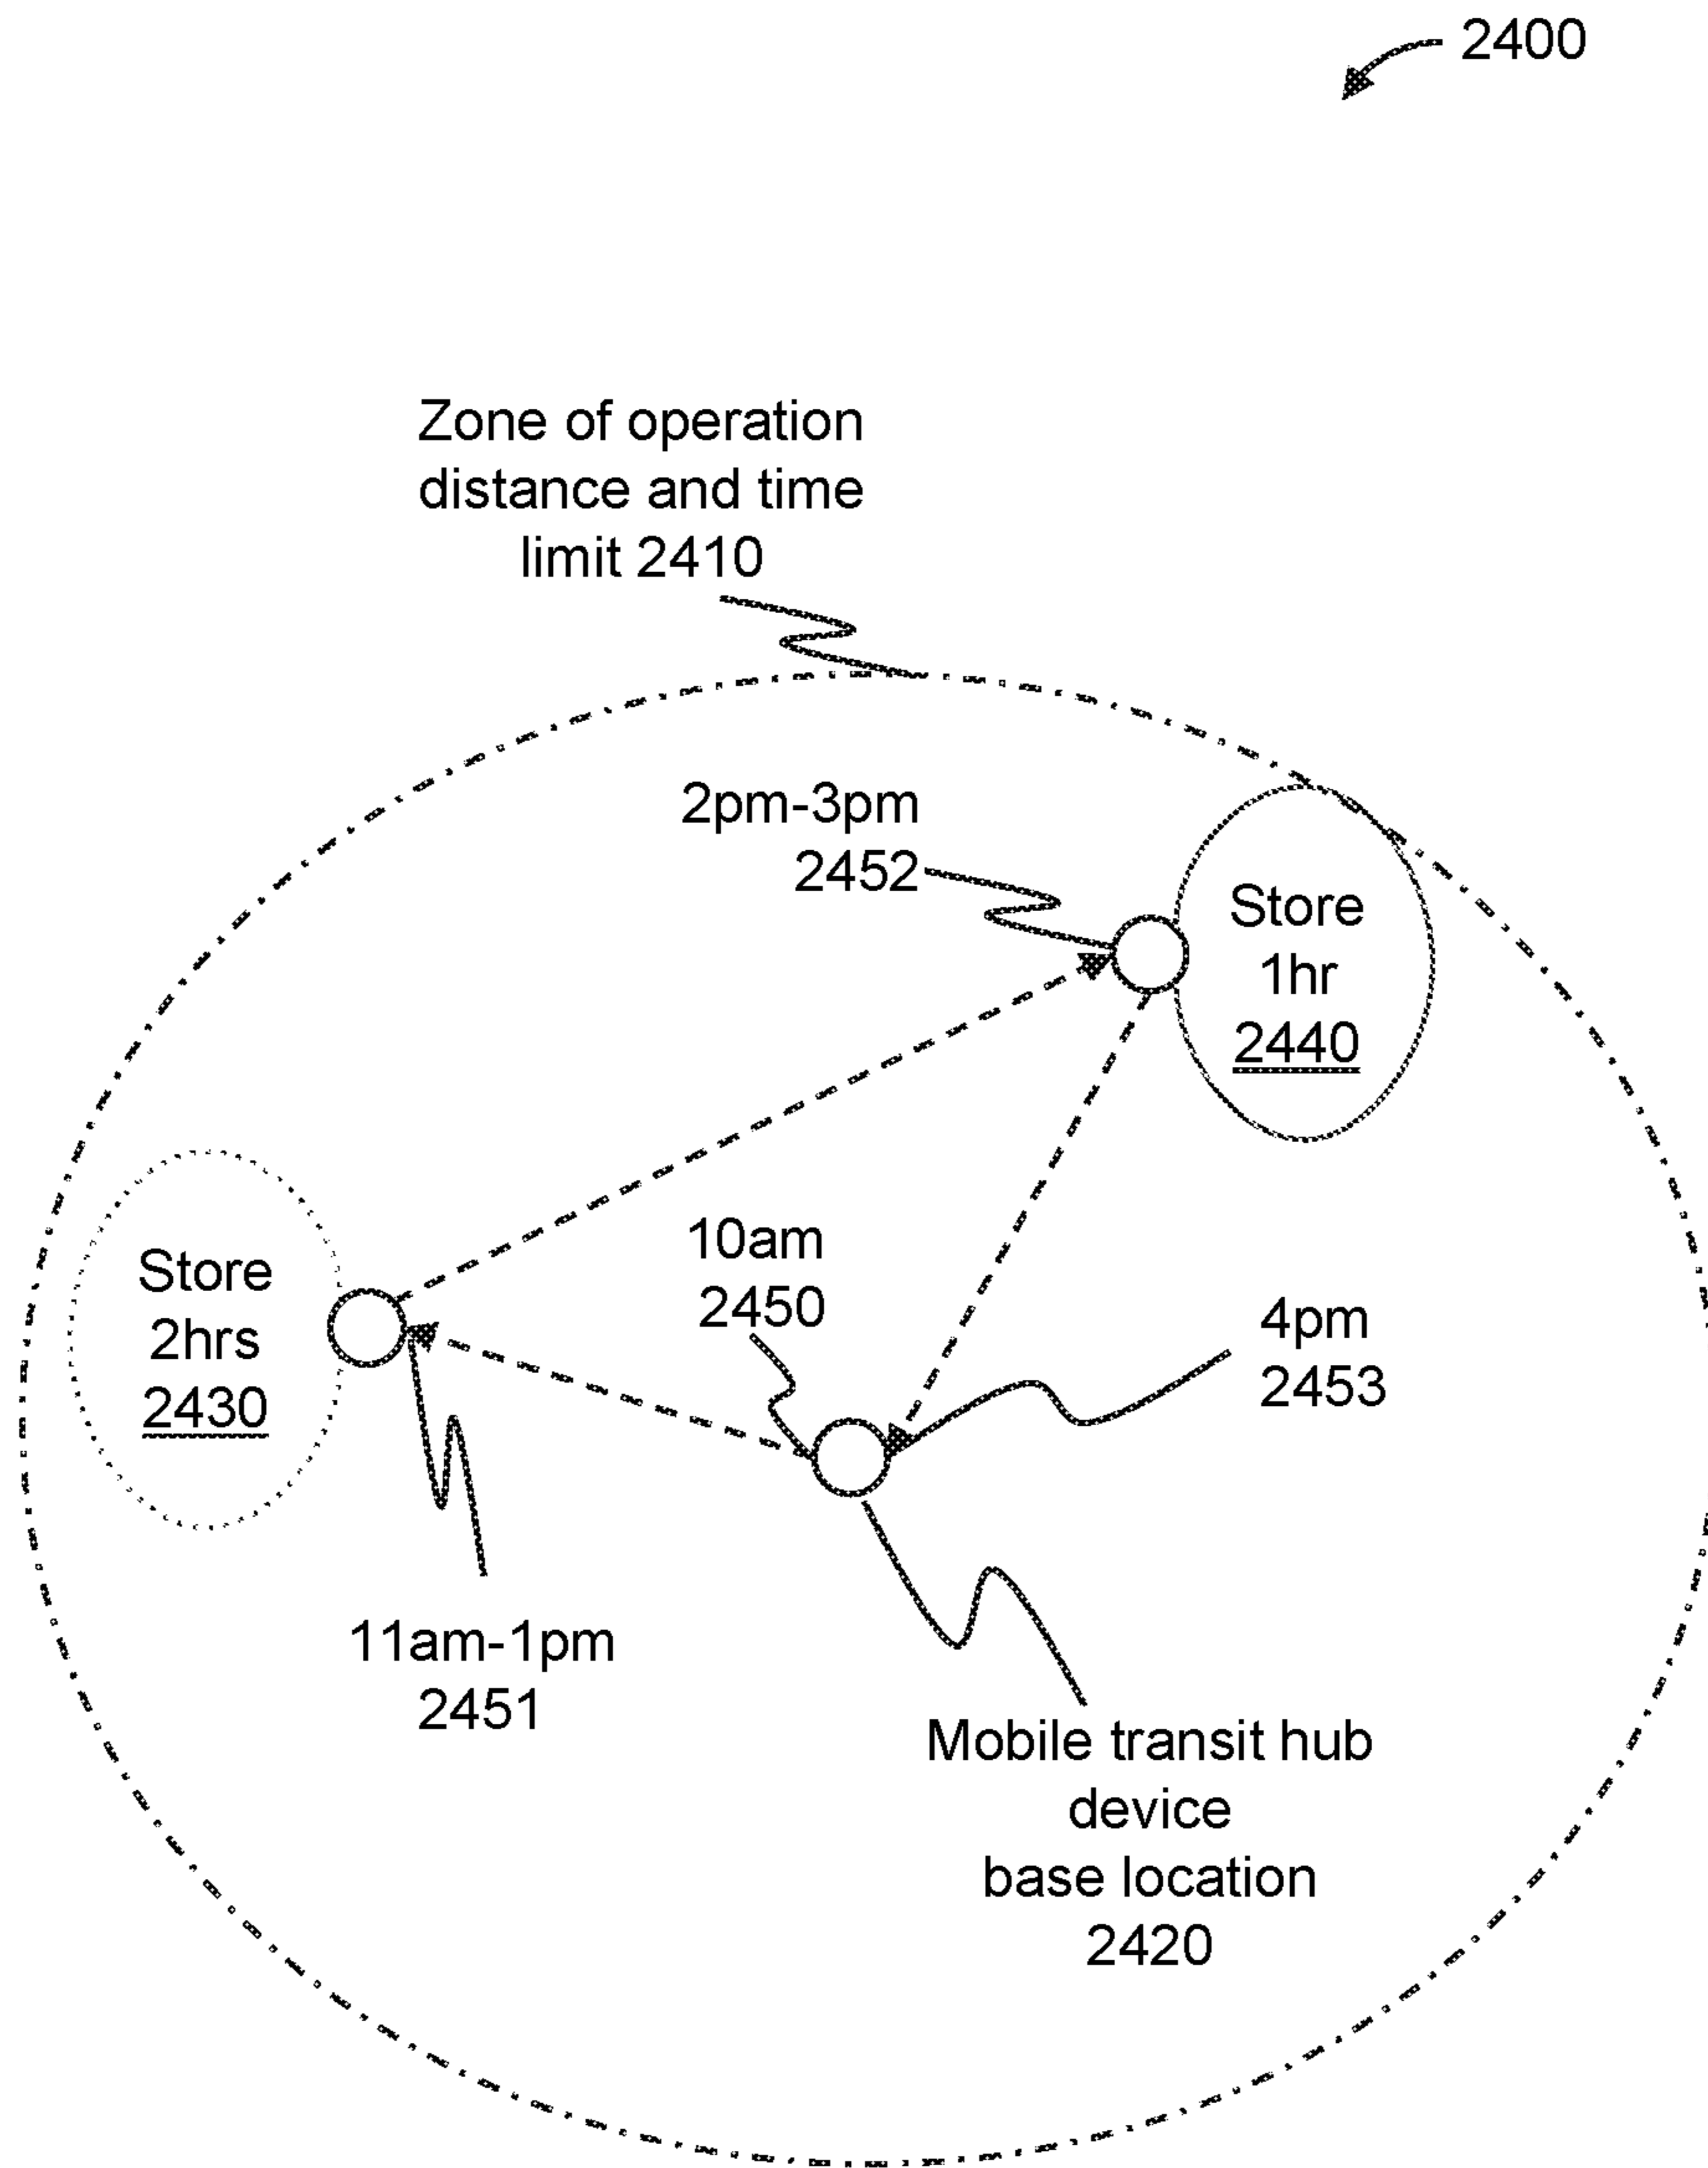 2400
Zone of operation
distance and time
limit 2410
2pm-3pm
2452
Store
1hr
2440
Store
2hrs
2430
10am
2450
4pm
2453
11am-1pm
2451
Mobile transit hub
device
base location
2420